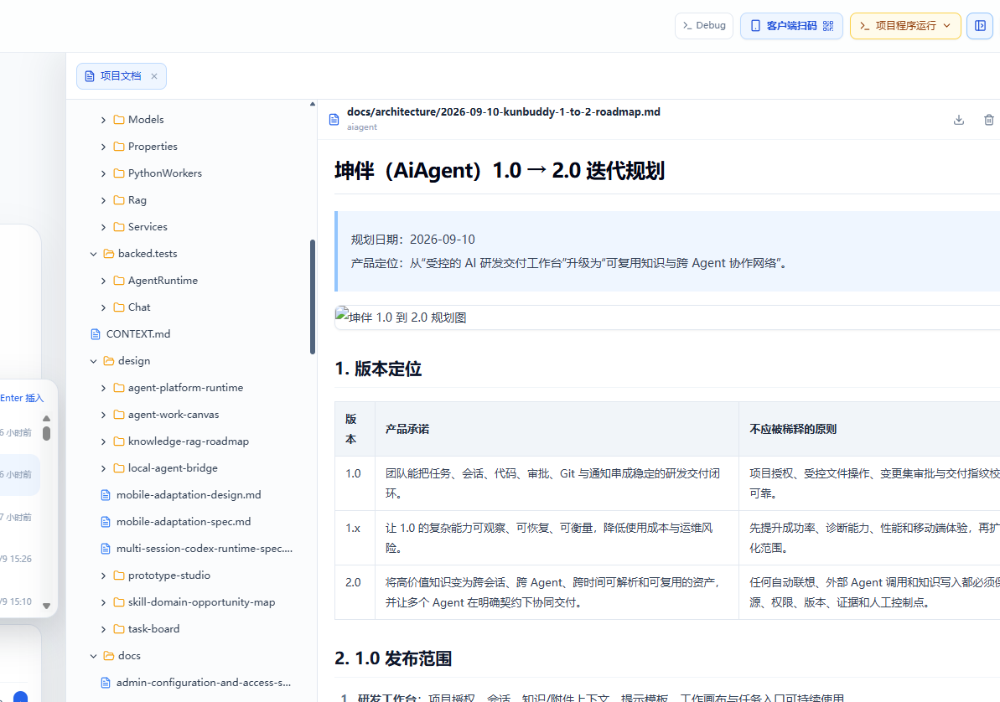 Debug
客户端扫码
项目程序运行
项目文档
Models
Properties
PythonWorkers
Rag
Services
backed.tests
AgentRuntime
Chat
CONTEXT.md
design
agent-platform-runtime
agent-work-canvas
knowledge-rag-roadmap
local-agent-bridge
mobile-adaptation-design.md
mobile-adaptation-spec.md
multi-session-codex-runtime-spec....
prototype-studio
skill-domain-opportunity-map
task-board
docs
admin-configuration-and-access-s...
Enter 插入
6 小时前
6 小时前
7 小时前
/9 15:26
/9 15:10
docs/architecture/2026-09-10-kunbuddy-1-to-2-roadmap.md
aiagent
坤伴（AiAgent）1.0 → 2.0 迭代规划
规划日期：2026-09-10
产品定位：从“受控的 AI 研发交付工作台”升级为“可复用知识与跨 Agent 协作网络”。
坤伴 1.0 到 2.0 规划图
1. 版本定位
版本
产品承诺
不应被稀释的原则
1.0
团队能把任务、会话、代码、审批、Git 与通知串成稳定的研发交付闭
环。
项目授权、受控文件操作、变更集审批与交付指纹校
可靠。
1.x
让 1.0 的复杂能力可观察、可恢复、可衡量，降低使用成本与运维风
险。
先提升成功率、诊断能力、性能和移动端体验，再扩
化范围。
2.0
将高价值知识变为跨会话、跨 Agent、跨时间可解析和可复用的资产，
并让多个 Agent 在明确契约下协同交付。
任何自动联想、外部 Agent 调用和知识写入都必须保
源、权限、版本、证据和人工控制点。
2. 1.0 发布范围
1. 研发工作台：项目授权、会话、知识/附件上下文、提示模板、工作画布与任务入口可持续使用